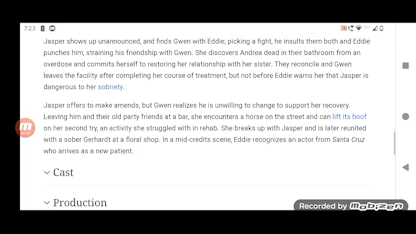 7:23
Jasper shows up unannounced, and finds Gwen with Eddie; picking a fight, he insults them both and Eddie
punches him, straining his friendship with Gwen. She discovers Andrea dead in their bathroom from an
overdose and commits herself to restoring her relationship with her sister. They reconcile and Gwen
leaves the facility after completing her course of treatment, but not before Eddie warns her that Jasper is
dangerous to her sobriety.
Jasper offers to make amends, but Gwen realizes he is unwilling to change to support her recovery.
Leaving him and their old party friends at a bar, she encounters a horse on the street and can lift its hoof
on her second try, an activity she struggled with in rehab. She breaks up with Jasper and is later reunited
with a sober Gerhardt at a floral shop. In a mid-credits scene, Eddie recognizes an actor from Santa Cruz
who arrives as a new patient.
Cast
Production
Recorded by Mobizen